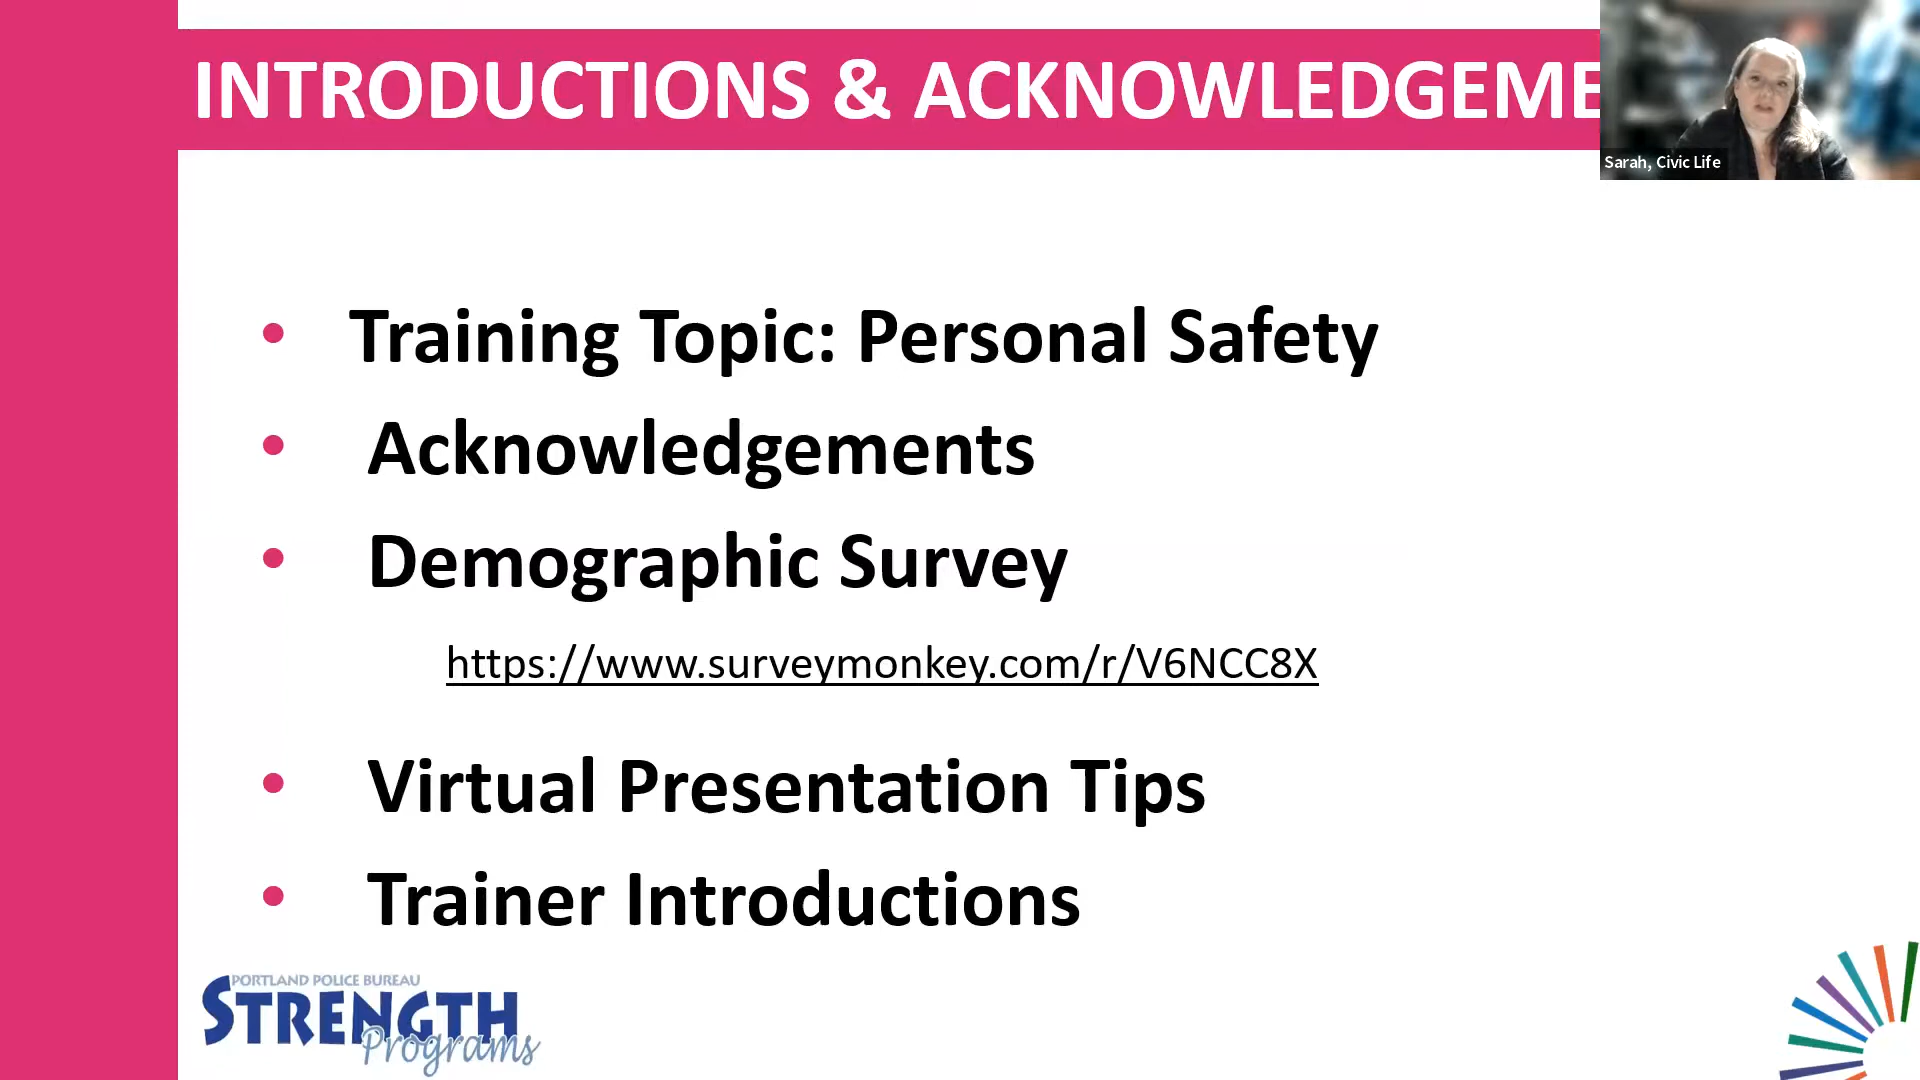 INTRODUCTIONS & ACKNOWLEDGEME
Sarah, Civic Life
• Training Topic: Personal Safety
• Acknowledgements
• Demographic Survey
https://www.surveymonkey.com/r/V6NCC8X
• Virtual Presentation Tips
• Trainer Introductions
PORTLAND POLICE BUREAU
STRENGTH
Programs